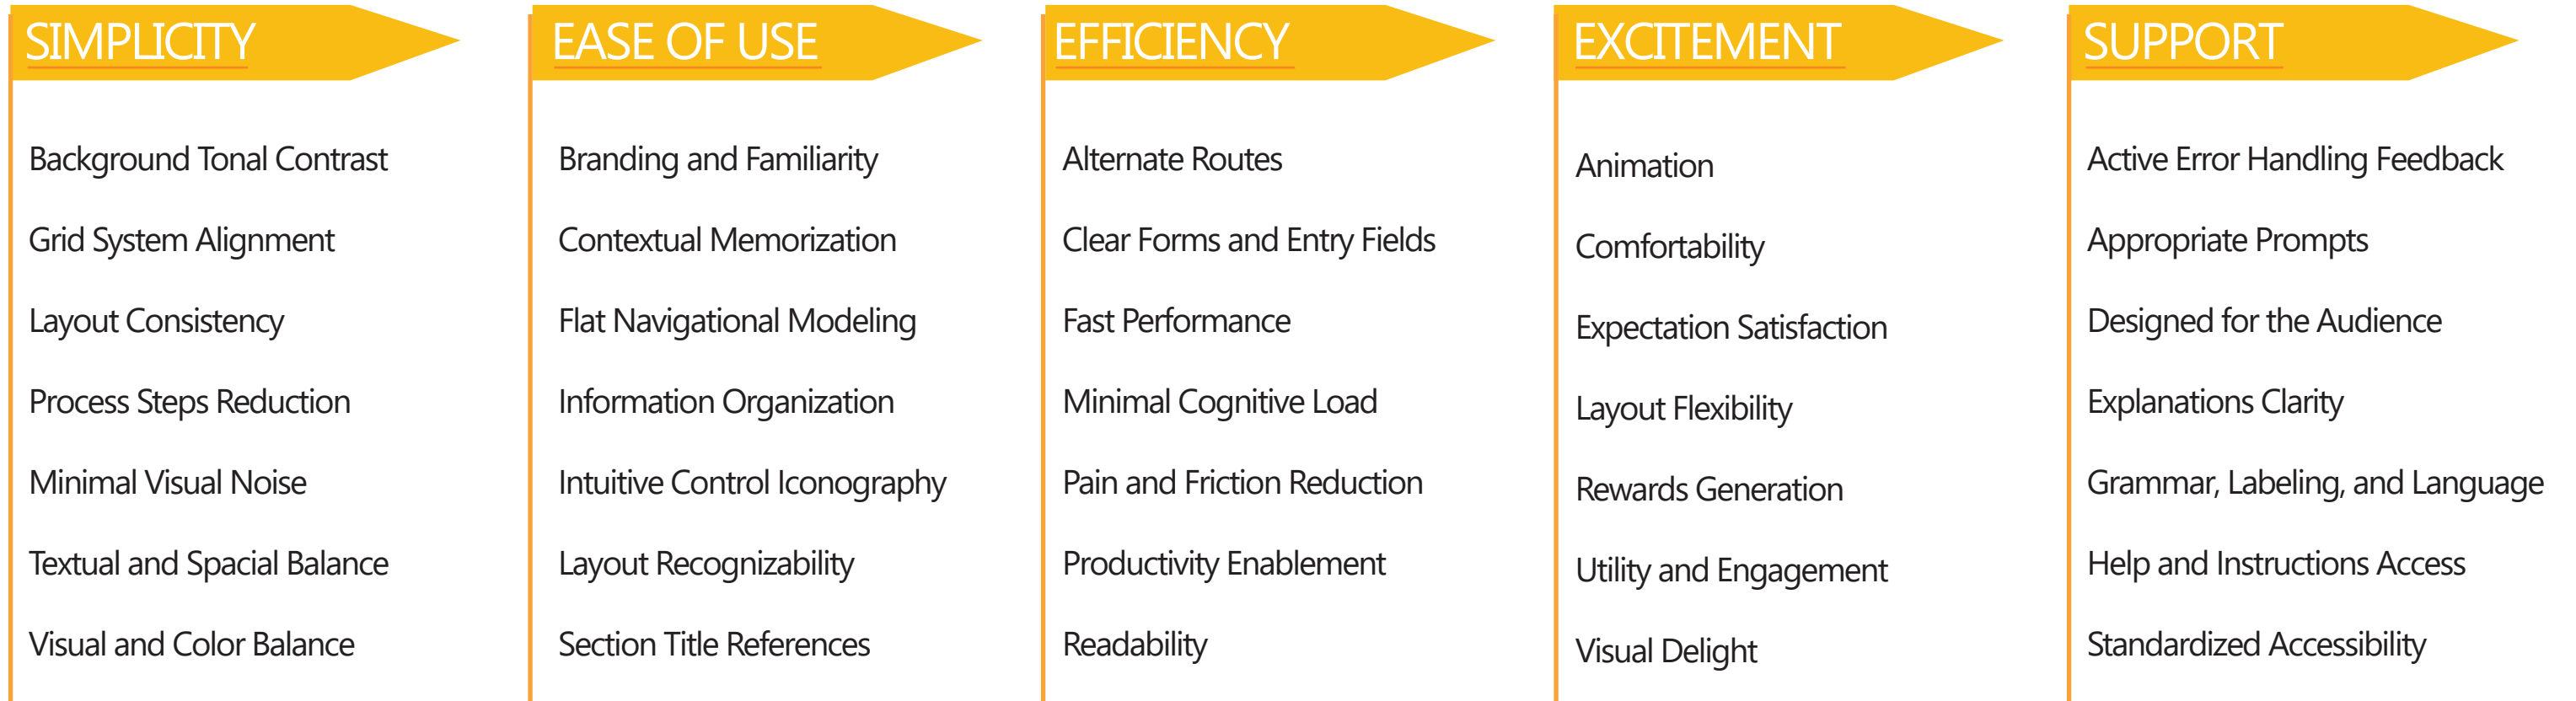 SIMPLICITY
Background Tonal Contrast
Grid System Alignment
Layout Consistency
Process Steps Reduction
Minimal Visual Noise
Textual and Spacial Balance
Visual and Color Balance
EASE OF USE
Branding and Familiarity
Contextual Memorization
Flat Navigational Modeling
Information Organization
Intuitive Control Iconography
Layout Recognizability
Section Title References
EFFICIENCY
Alternate Routes
Clear Forms and Entry Fields
Fast Performance
Minimal Cognitive Load
Pain and Friction Reduction
Productivity Enablement
Readability
EXCITEMENT
Animation
Comfortability
Expectation Satisfaction
Layout Flexibility
Rewards Generation
Utility and Engagement
Visual Delight
SUPPORT
Active Error Handling Feedback
Appropriate Prompts
Designed for the Audience
Explanations Clarity
Grammar, Labeling, and Language
Help and Instructions Access
Standardized Accessibility